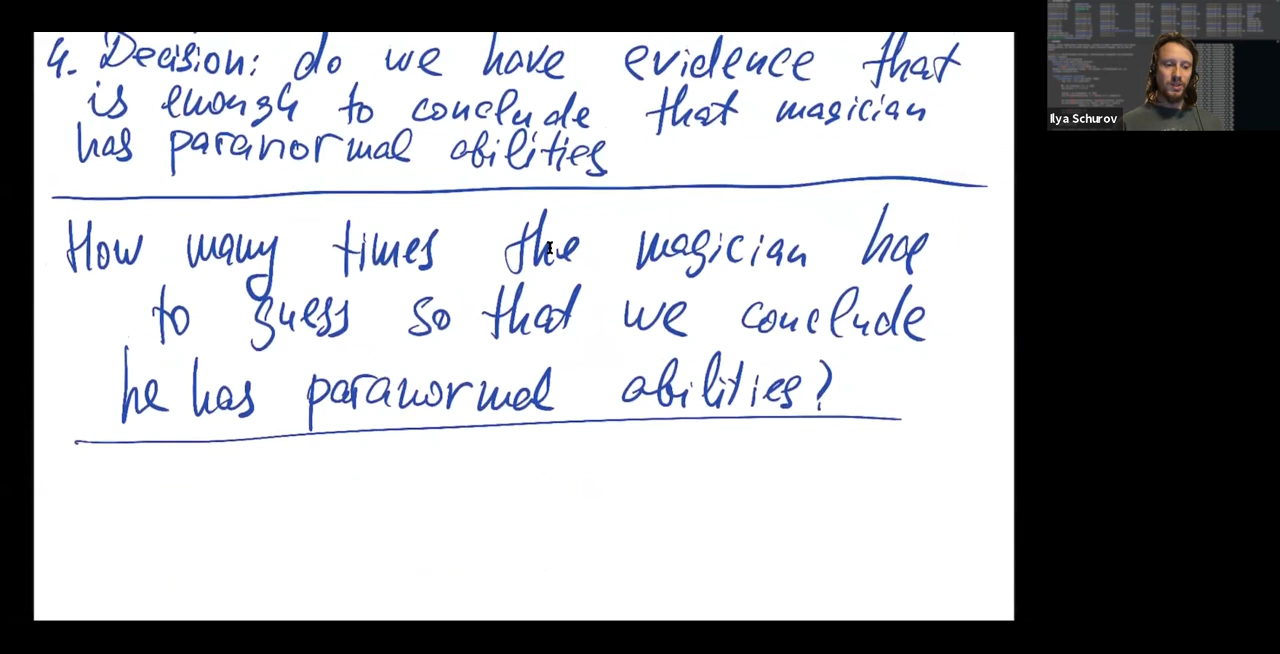 4. Decision: do we have evidence that
is enough to conclude that magician
has paranormal abilities
How many times the magician has
to guess so that we conclude
he has paranormal abilities?
Ilya Schurov